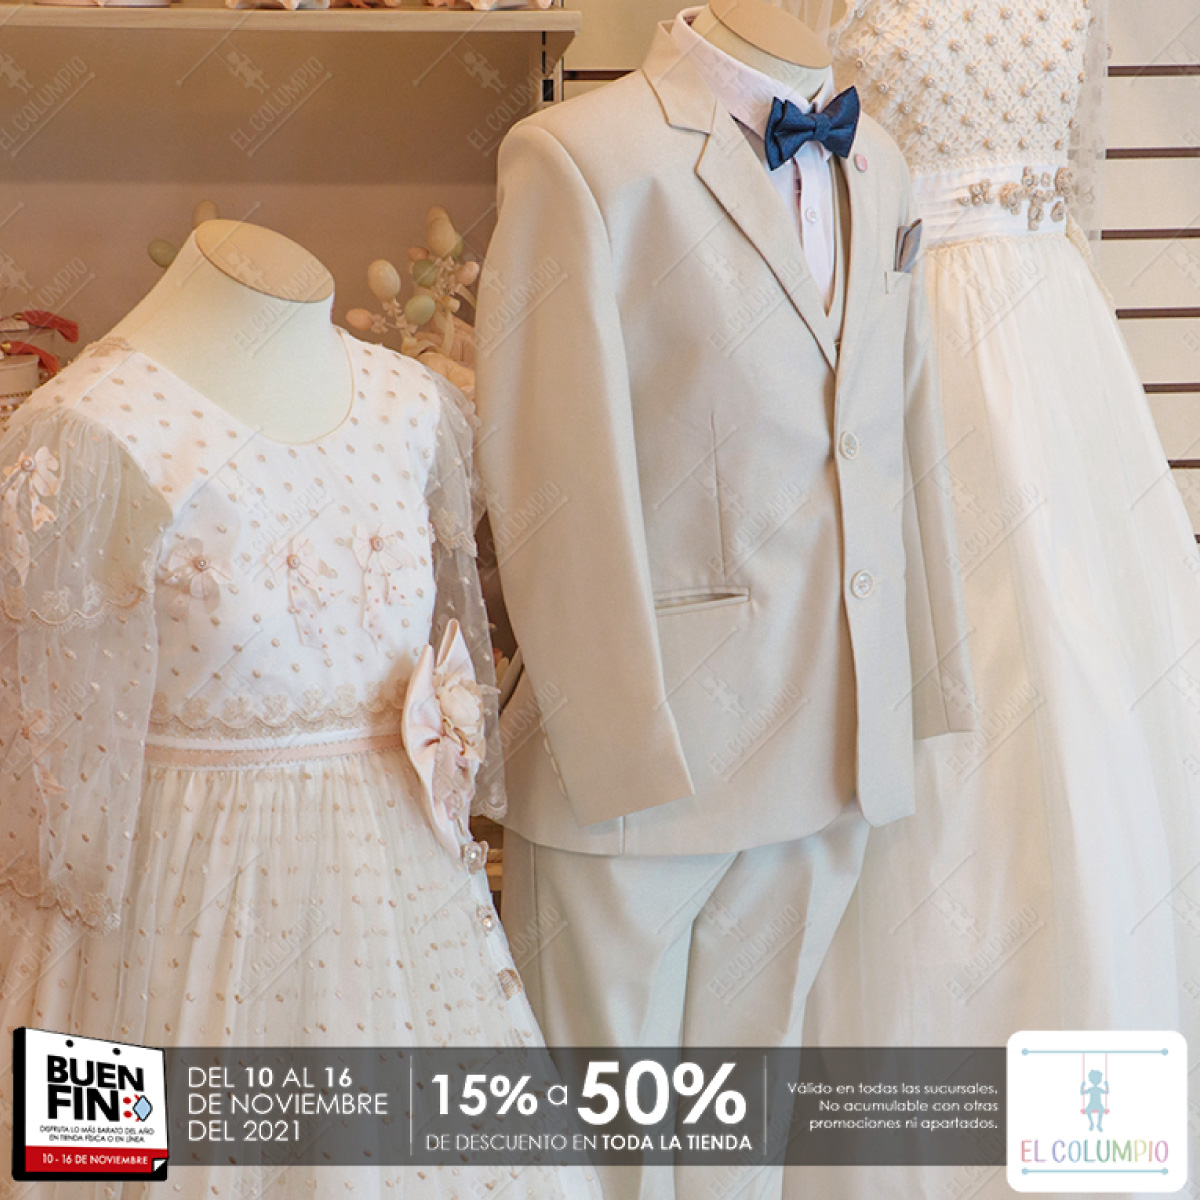 BUEN
FIN
DISFRUTA LO MÁS BARATO DEL AÑO
EN TIENDA FÍSICA O EN LÍNEA
10 - 16 DE NOVIEMBRE
DEL 10 AL 16
DE NOVIEMBRE
DEL 2021
15% a 50%
DE DESCUENTO EN TODA LA TIENDA
Válido en todas las sucursales.
No acumulable con otras
promociones ni apartados.
EL COLUMPIO